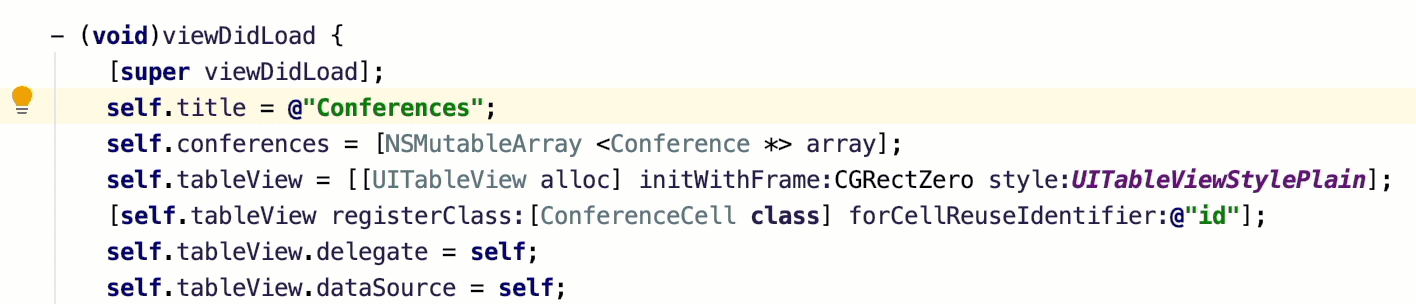 - (void)viewDidLoad {
    [super viewDidLoad];
    self.title = @"Conferences";
    self.conferences = [NSMutableArray <Conference *> array];
    self.tableView = [[UITableView alloc] initWithFrame:CGRectZero style:UITableViewStylePlain];
    [self.tableView registerClass:[ConferenceCell class] forCellReuseIdentifier:@"id"];
    self.tableView.delegate = self;
    self.tableView.dataSource = self;